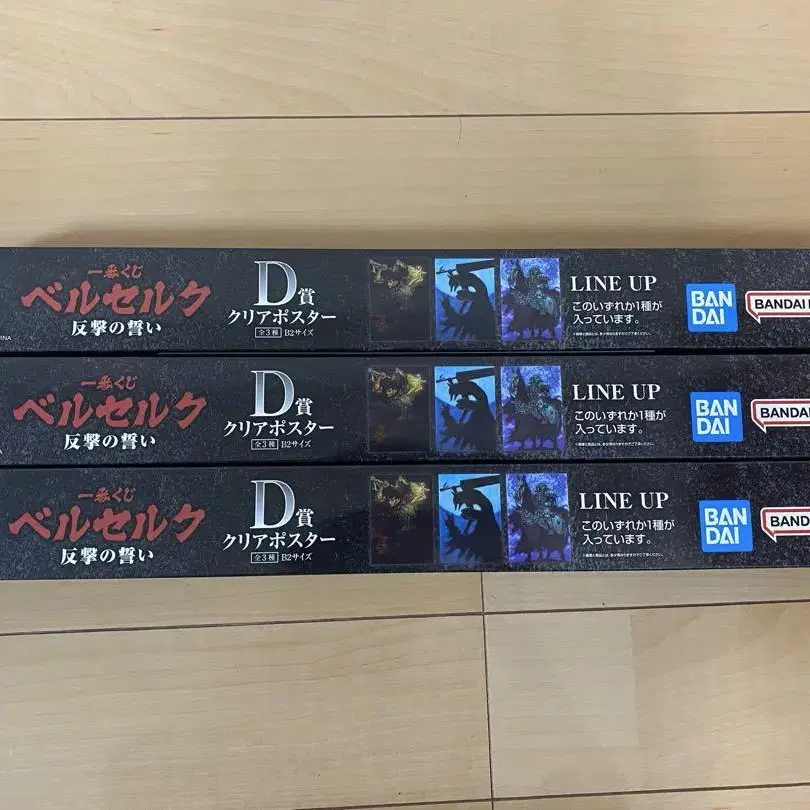 一番くじ
ベルセルク
反撃の誓い
D賞
クリアポスター
全3種 B2サイズ
LINE UP
このいずれか1種が
入っています。
BAN
DAI
BANDAI
INA
一番くじ
ベルセルク
反撃の誓い
D賞
クリアポスター
全3種 B2サイズ
LINE UP
このいずれか1種が
入っています。
BAN
DAI
BANDAI
一番くじ
ベルセルク
反撃の誓い
D賞
クリアポスター
全3種 B2サイズ
LINE UP
このいずれか1種が
入っています。
BAN
DAI
BAND